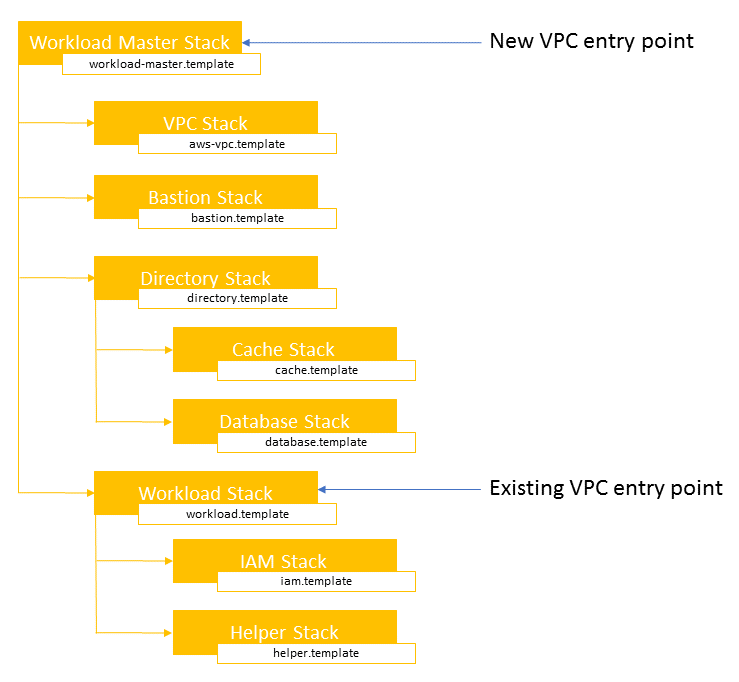 Workload Master Stack
workload-master.template
New VPC entry point
VPC Stack
aws-vpc.template
Bastion Stack
bastion.template
Directory Stack
directory.template
Cache Stack
cache.template
Database Stack
database.template
Workload Stack
workload.template
Existing VPC entry point
IAM Stack
iam.template
Helper Stack
helper.template